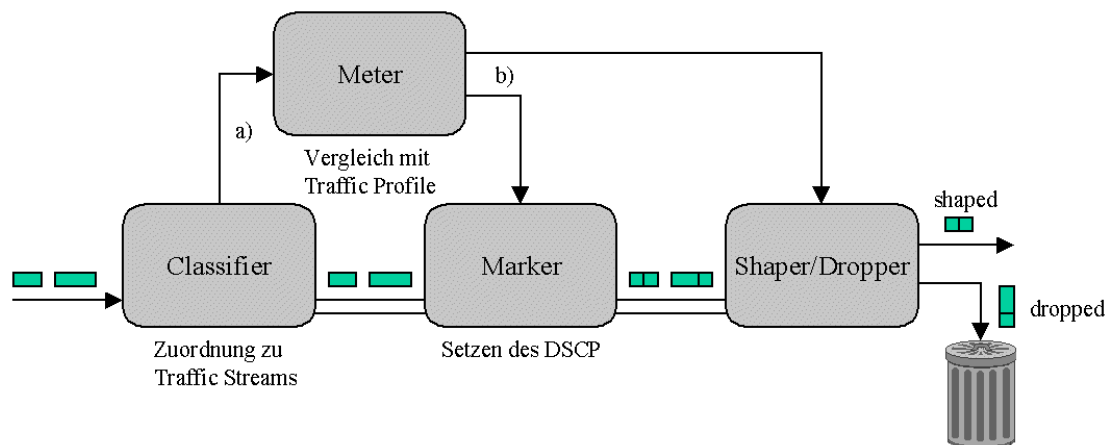 Meter
b)
a)
Vergleich mit
Traffic Profile
shaped
Classifier
Marker
Shaper/Dropper
dropped
Zuordnung zu
Traffic Streams
Setzen des DSCP